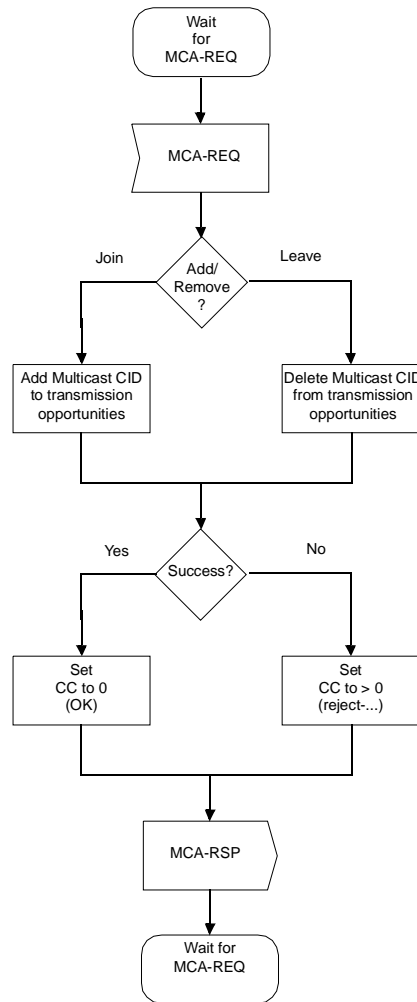 Wait
for
MCA-REQ
MCA-REQ
Join
Add/
Remove
?
Leave
Add Multicast CID
to transmission
opportunities
Delete Multicast CID
from transmission
opportunities
Yes
Success?
No
Set
CC to 0
(OK)
Set
CC to > 0
(reject-...)
MCA-RSP
Wait for
MCA-REQ